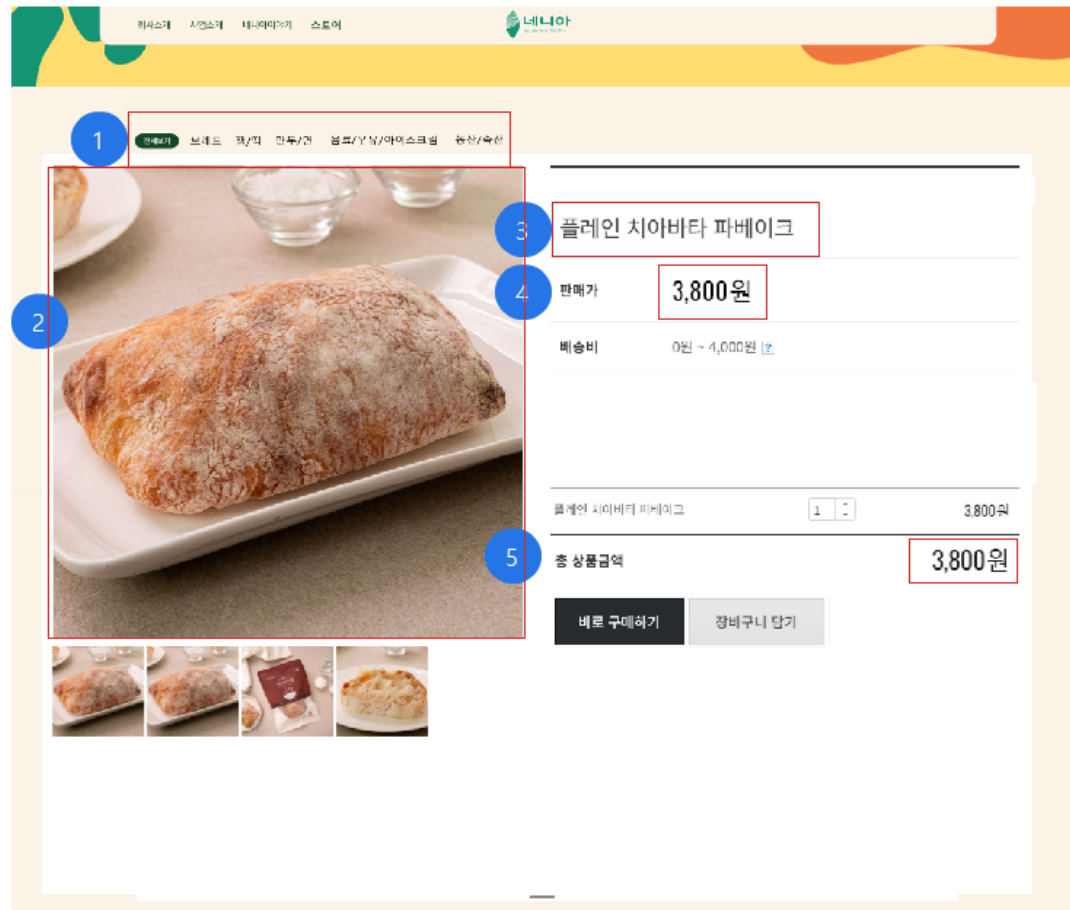 회사소개 사업소개 네니아이야기 스토어
네니아
1
전체보기 브레드 잼/떡 만두/면 음료/우유/아이스크림 농산/축산
2
3 플레인 치아바타 파베이크
4 판매가 3,800원
배송비 0원 ~ 4,000원 ?
플레인 치아바타 파베이크 1 3,800원
5 총 상품금액 3,800원
바로 구매하기 장바구니 담기